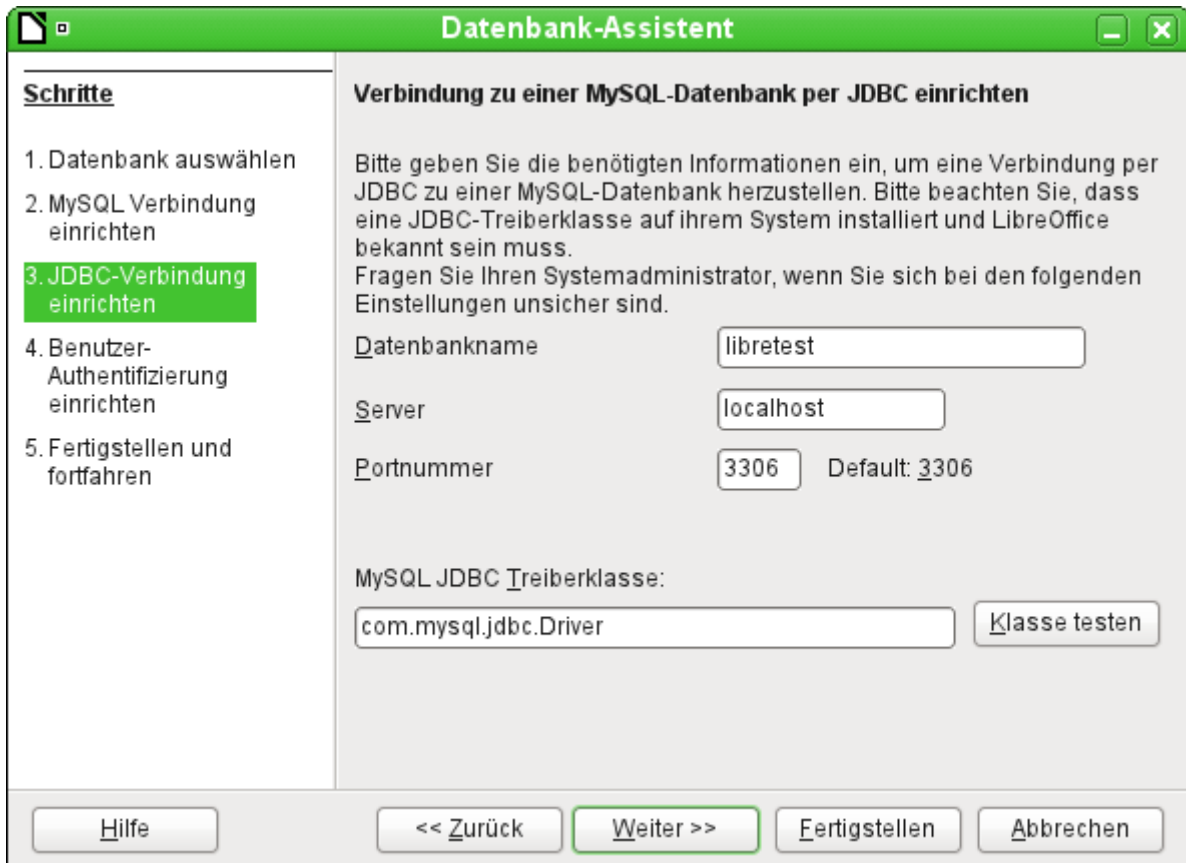 Datenbank-Assistent
Schritte
1. Datenbank auswählen
2. MySQL Verbindung
einrichten
3. JDBC-Verbindung
einrichten
4. Benutzer-
Authentifizierung
einrichten
5. Fertigstellen und
fortfahren
Verbindung zu einer MySQL-Datenbank per JDBC einrichten
Bitte geben Sie die benötigten Informationen ein, um eine Verbindung per
JDBC zu einer MySQL-Datenbank herzustellen. Bitte beachten Sie, dass
eine JDBC-Treiberklasse auf ihrem System installiert und LibreOffice
bekannt sein muss.
Fragen Sie Ihren Systemadministrator, wenn Sie sich bei den folgenden
Einstellungen unsicher sind.
Datenbankname libretest
Server localhost
Portnummer 3306 Default: 3306
MySQL JDBC Treiberklasse:
com.mysql.jdbc.Driver Klasse testen
Hilfe << Zurück Weiter >> Fertigstellen Abbrechen